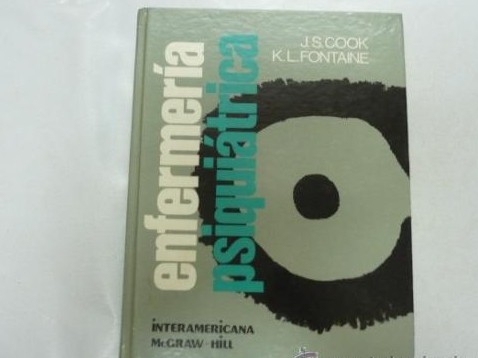 J.S. COOK
K.L. FONTAINE
enfermería
psiquiátrica
INTERAMERICANA
McGRAW-HILL